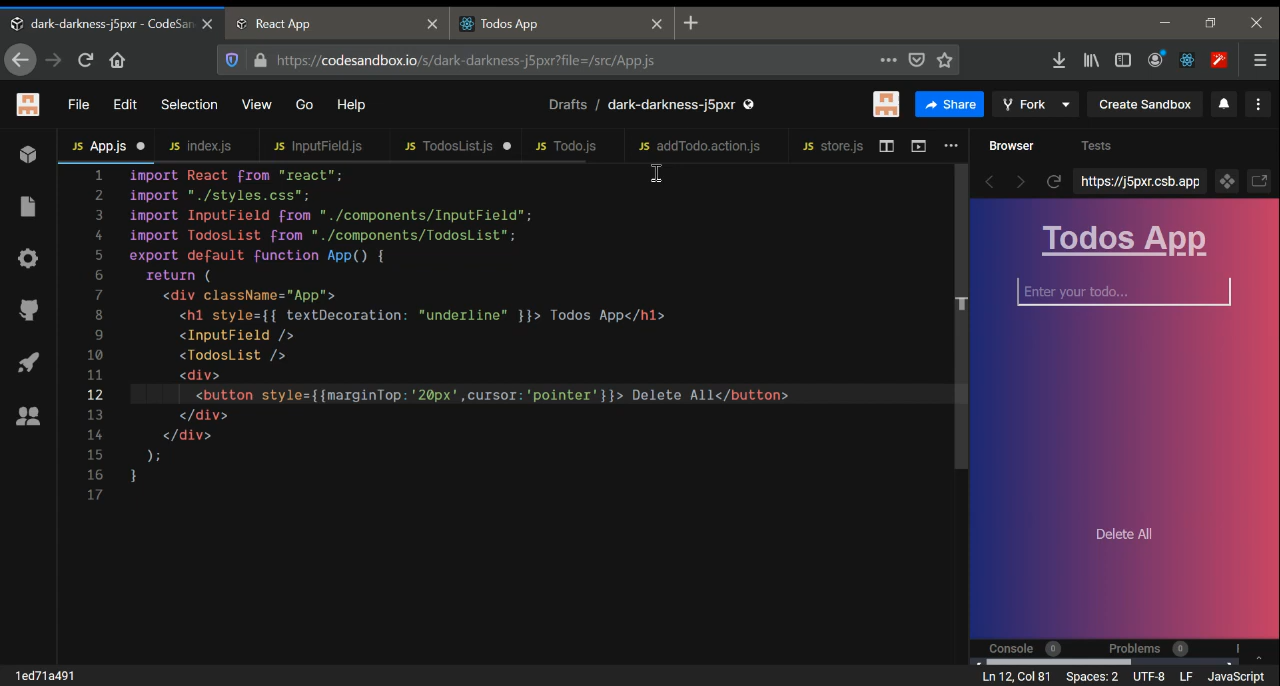 dark-darkness-j5pxr - CodeSan
React App
Todos App
https://codesandbox.io/s/dark-darkness-j5pxr?file=/src/App.js
File Edit Selection View Go Help
Drafts / dark-darkness-j5pxr
Share Fork Create Sandbox
JS App.js JS index.js JS InputField.js JS TodosList.js JS Todo.js JS addTodo.action.js JS store.js
Browser Tests
https://j5pxr.csb.app
1 import React from "react";
2 import "./styles.css";
3 import InputField from "./components/InputField";
4 import TodosList from "./components/TodosList";
5 export default function App() {
6 return (
7 <div className="App">
8 <h1 style={{ textDecoration: "underline" }}> Todos App</h1>
9 <InputField />
10 <TodosList />
11 <div>
12 <button style={{marginTop:'20px',cursor:'pointer'}}> Delete All</button>
13 </div>
14 </div>
15 );
16 }
17
Todos App
Enter your todo...
Delete All
Console 0 Problems 0
1ed71a491
Ln 12, Col 81 Spaces: 2 UTF-8 LF JavaScript